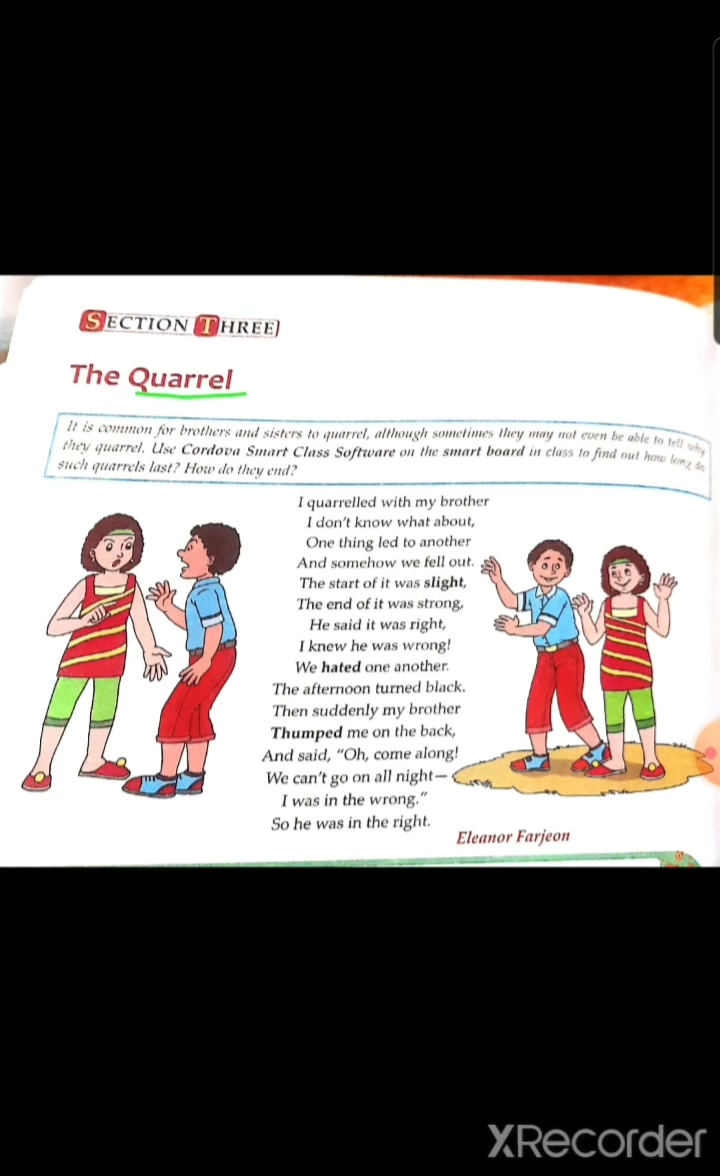 SECTION THREE
The Quarrel
It is common for brothers and sisters to quarrel, although sometimes they may not even be able to tell why
they quarrel. Use Cordova Smart Class Software on the smart board in class to find out how long do
such quarrels last? How do they end?
I quarrelled with my brother
I don't know what about,
One thing led to another
And somehow we fell out.
The start of it was slight,
The end of it was strong,
He said it was right,
I knew he was wrong!
We hated one another.
The afternoon turned black.
Then suddenly my brother
Thumped me on the back,
And said, "Oh, come along!
We can't go on all night—
I was in the wrong."
So he was in the right.
Eleanor Farjeon
XRecorder